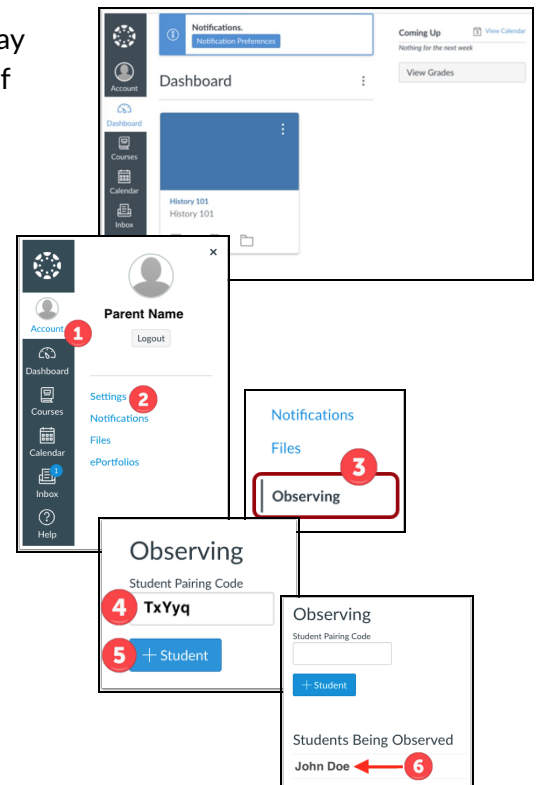 ay
f
Notifications.
Notification Preferences
Coming Up
View Calendar
Nothing for the next week
View Grades
Account
Dashboard
Dashboard
Courses
Calendar
Inbox
History 101
History 101
×
Parent Name
Logout
Account
1
Dashboard
Courses
Calendar
1
Inbox
?
Help
Settings
2
Notifications
Files
ePortfolios
Notifications
Files
3
Observing
Observing
Student Pairing Code
4
TxYyq
5
+ Student
Observing
Student Pairing Code
+ Student
Students Being Observed
John Doe
6